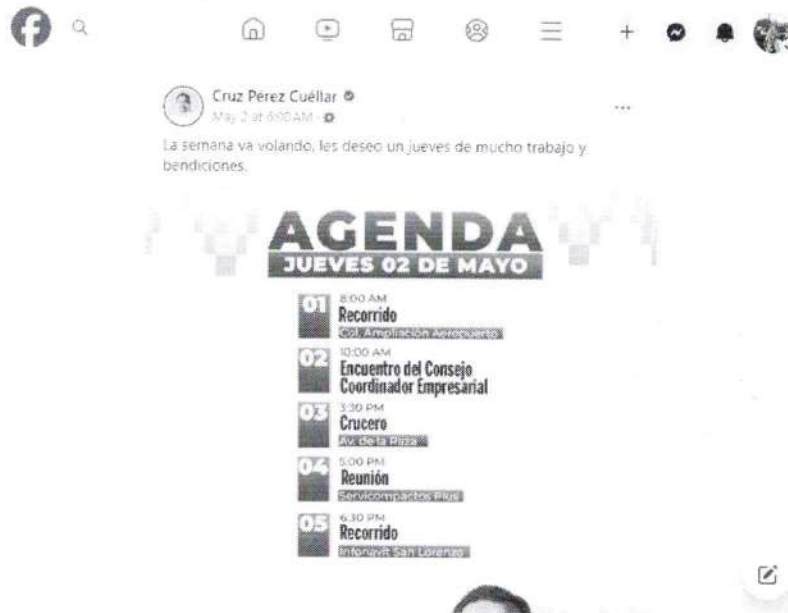 Cruz Pérez Cuéllar
May 2 at 6:00 AM
La semana va volando, les deseo un jueves de mucho trabajo y
bendiciones.
AGENDA
JUEVES 02 DE MAYO
01
8:00 AM
Recorrido
Col. Ampliación Aeropuerto
02
10:00 AM
Encuentro del Consejo
Coordinador Empresarial
03
3:30 PM
Crucero
Av. de la Raza
04
5:00 PM
Reunión
Servicompactos Plus
05
6:30 PM
Recorrido
Infonavit San Lorenzo